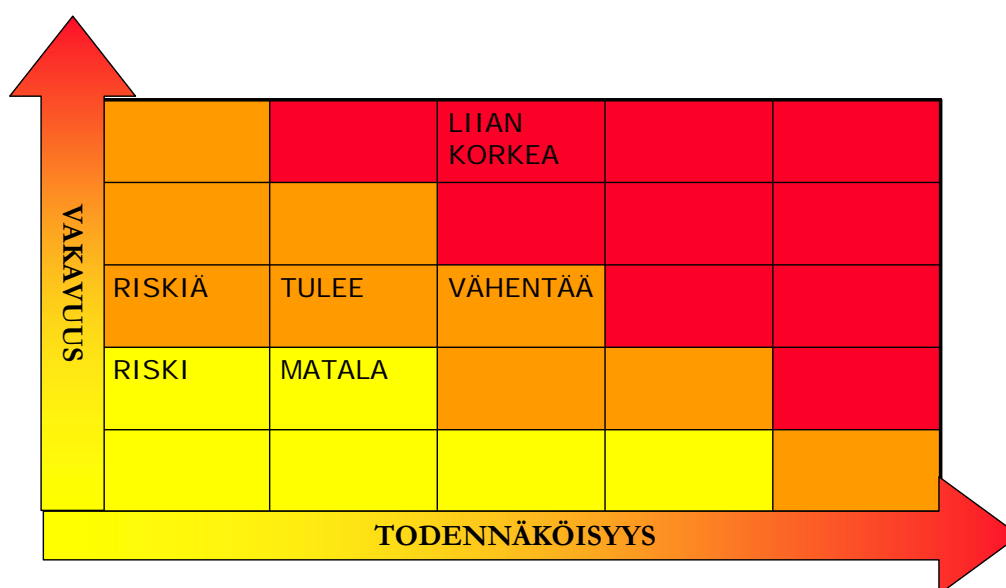 LIIAN
KORKEA
VAKAVUUS
RISKIÄ TULEE VÄHENTÄÄ
RISKI MATALA
TODENNÄKÖISYYS